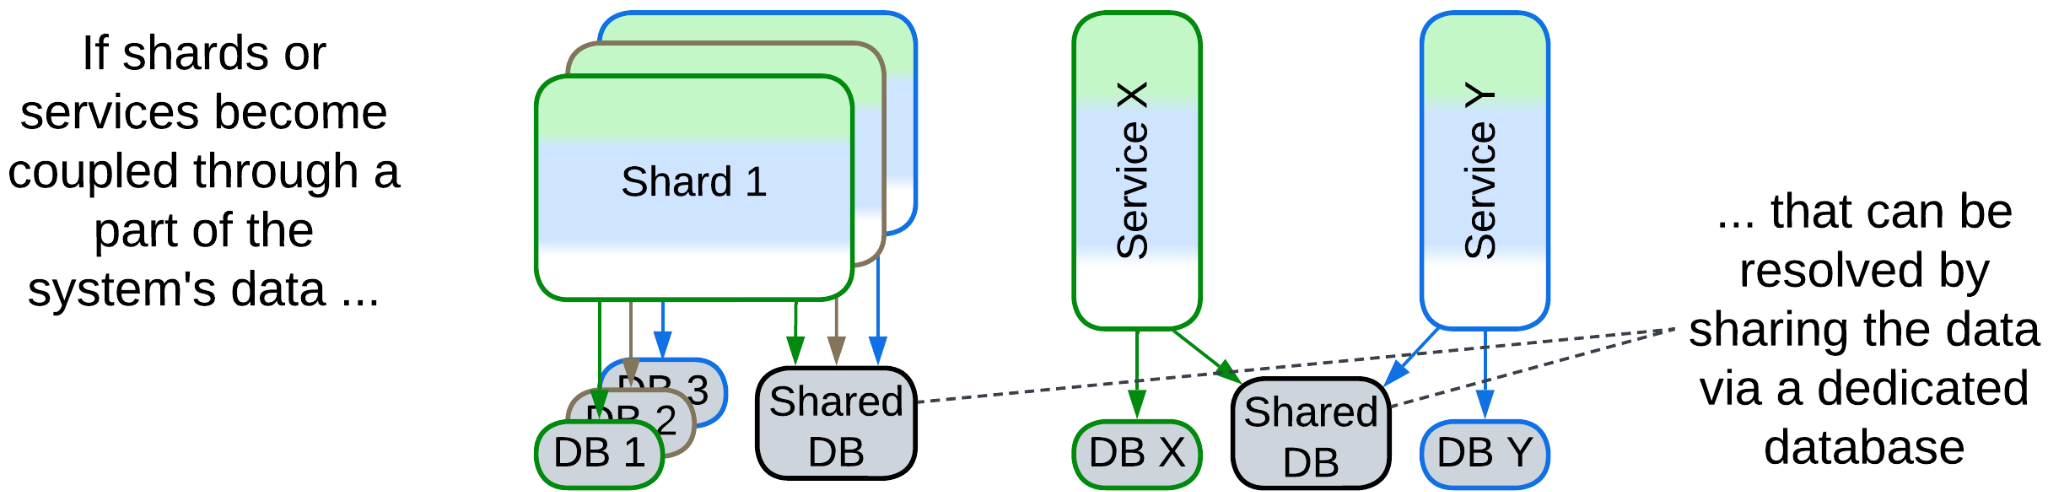 If shards or
services become
coupled through a
part of the
system's data ...
Shard 1
DB 3
DB 2
DB 1
Shared
DB
Service X
DB X
Shared
DB
Service Y
DB Y
... that can be
resolved by
sharing the data
via a dedicated
database